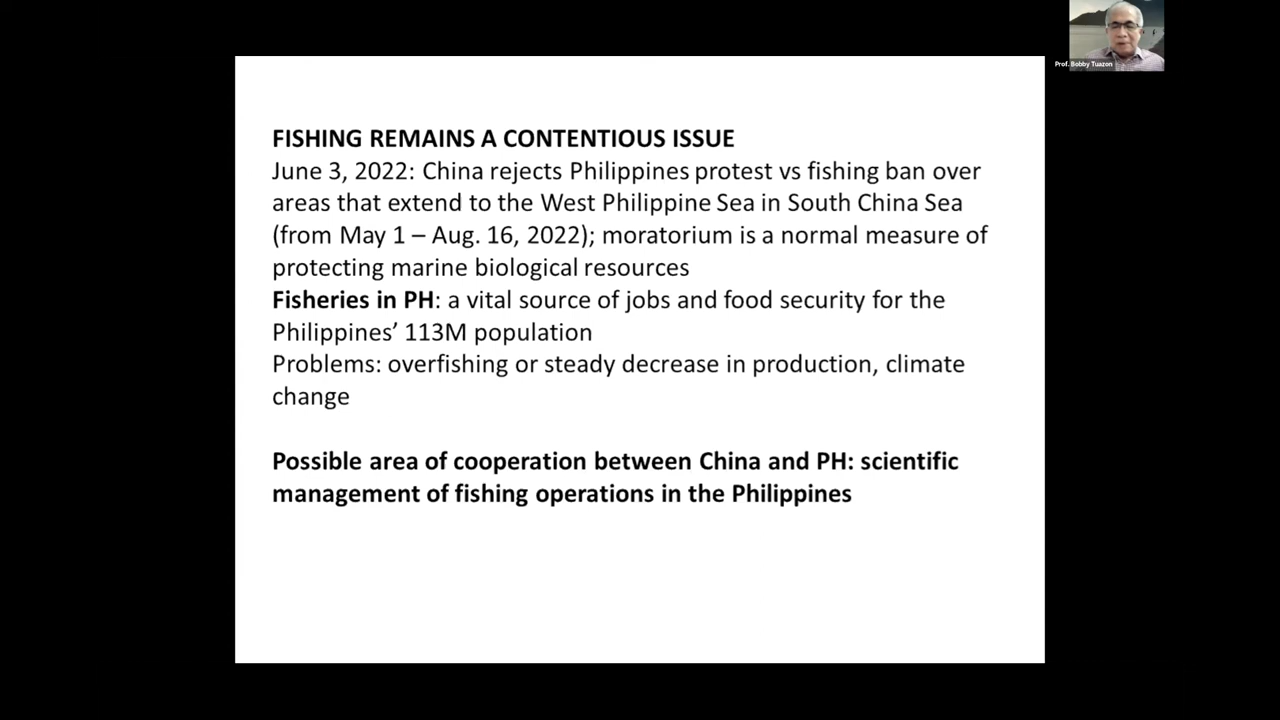 Prof. Bobby Tuazon
FISHING REMAINS A CONTENTIOUS ISSUE
June 3, 2022: China rejects Philippines protest vs fishing ban over
areas that extend to the West Philippine Sea in South China Sea
(from May 1 – Aug. 16, 2022); moratorium is a normal measure of
protecting marine biological resources
Fisheries in PH: a vital source of jobs and food security for the
Philippines’ 113M population
Problems: overfishing or steady decrease in production, climate
change
Possible area of cooperation between China and PH: scientific
management of fishing operations in the Philippines